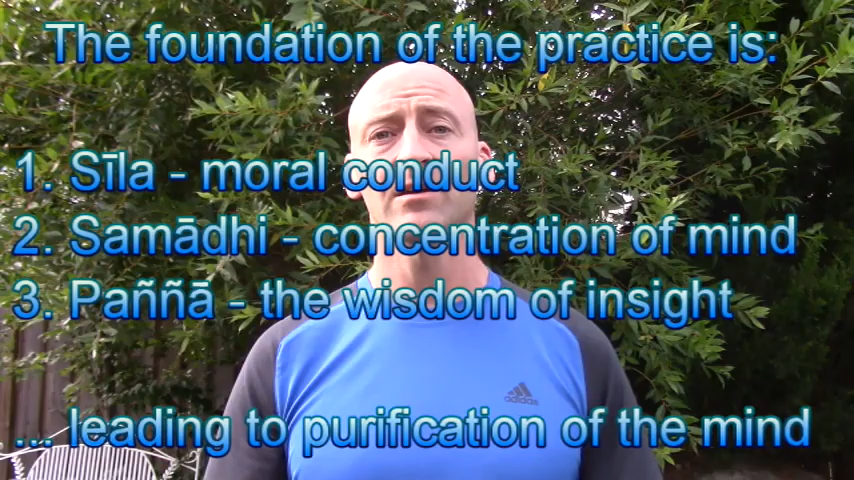 The foundation of the practice is:
1. Sīla - moral conduct
2. Samādhi - concentration of mind
3. Paññā - the wisdom of insight
adidas
... leading to purification of the mind